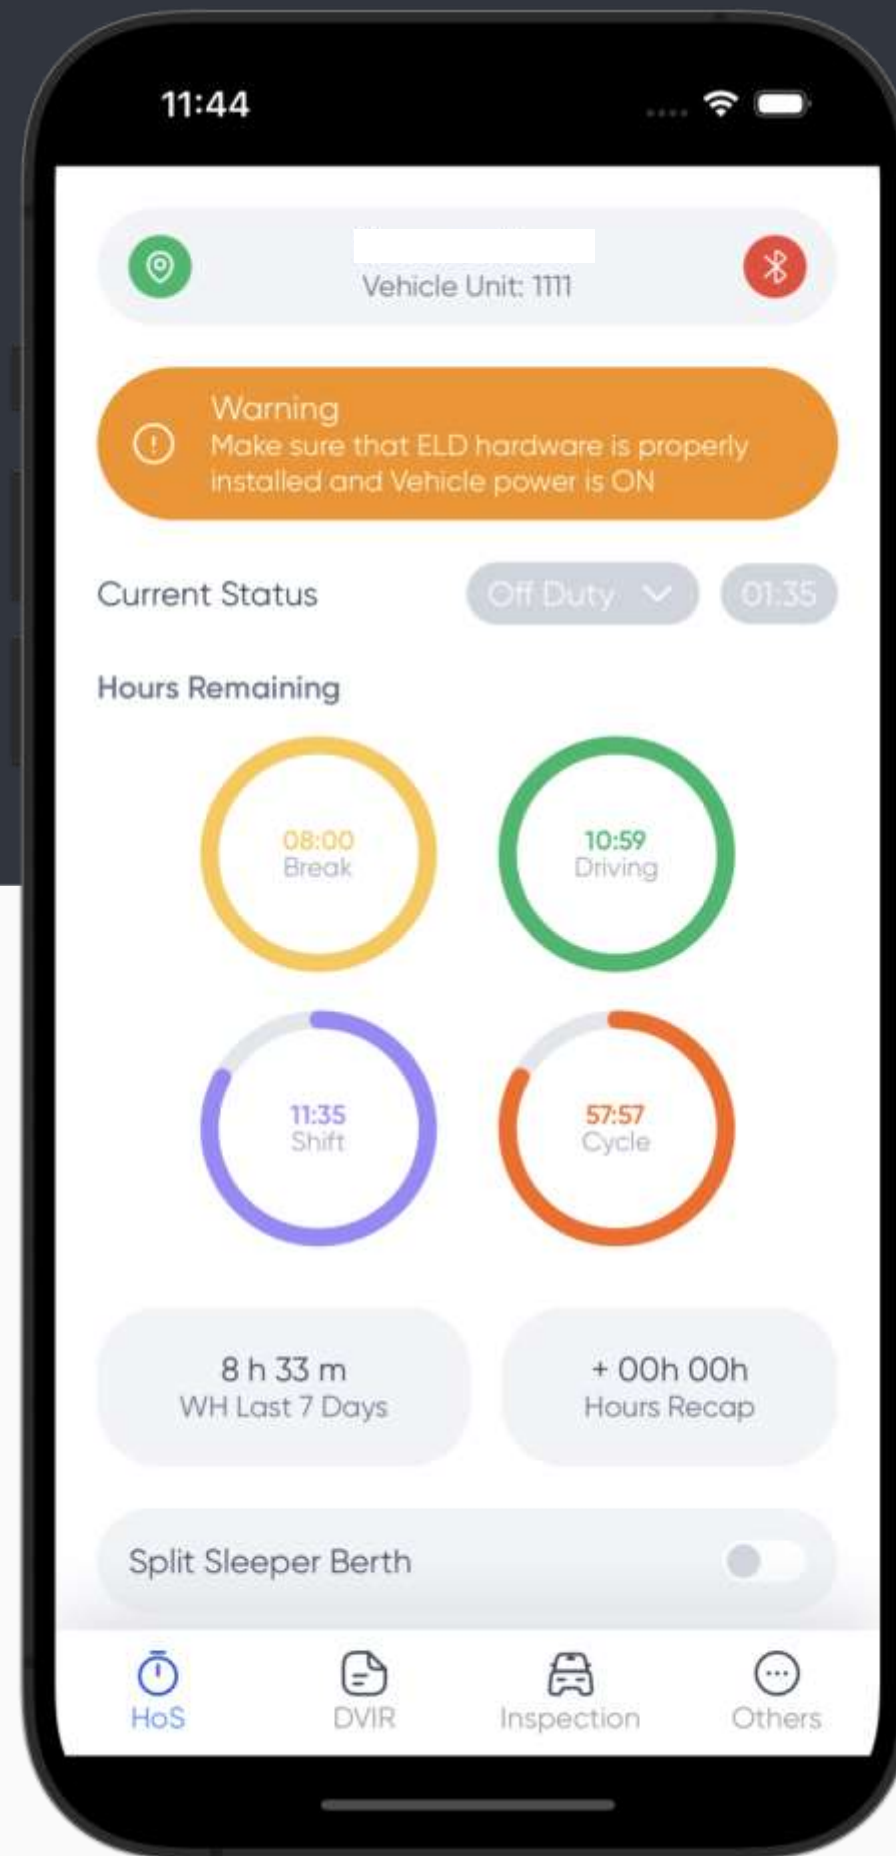 11:44
Vehicle Unit: 1111
Warning
Make sure that ELD hardware is properly
installed and Vehicle power is ON
Current Status
Off Duty
01:35
Hours Remaining
08:00
Break
10:59
Driving
11:35
Shift
57:57
Cycle
8 h 33 m
WH Last 7 Days
+ 00h 00h
Hours Recap
Split Sleeper Berth
HoS
DVIR
Inspection
Others